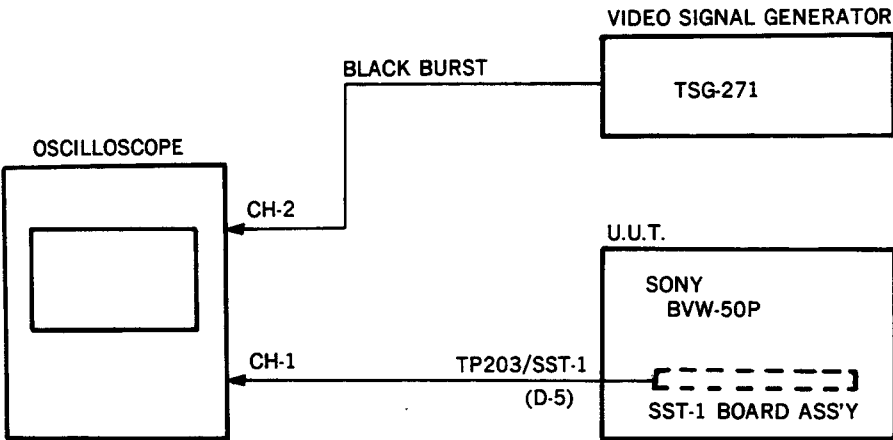 VIDEO SIGNAL GENERATOR
BLACK BURST
TSG-271
OSCILLOSCOPE
CH-2
U.U.T.
SONY
BVW-50P
CH-1
TP203/SST-1
(D-5)
SST-1 BOARD ASS'Y